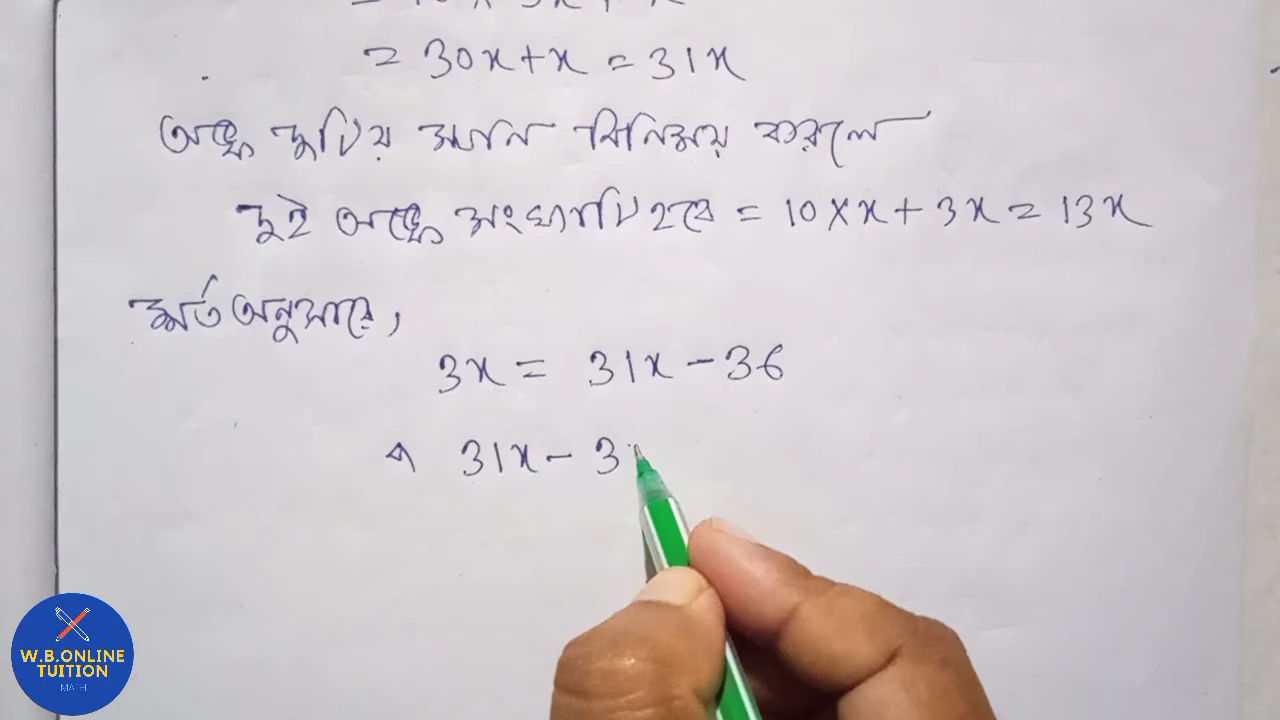 = 30x + x = 31x
অঙ্ক দুটির স্থান বিনিময় করলে
দুই অঙ্কের সংখ্যাটি হবে = 10 X x + 3x = 13x
শর্ত অনুসারে,
3x = 31x - 36
বা 31x - 3
W.B.ONLINE
TUITION
MATH